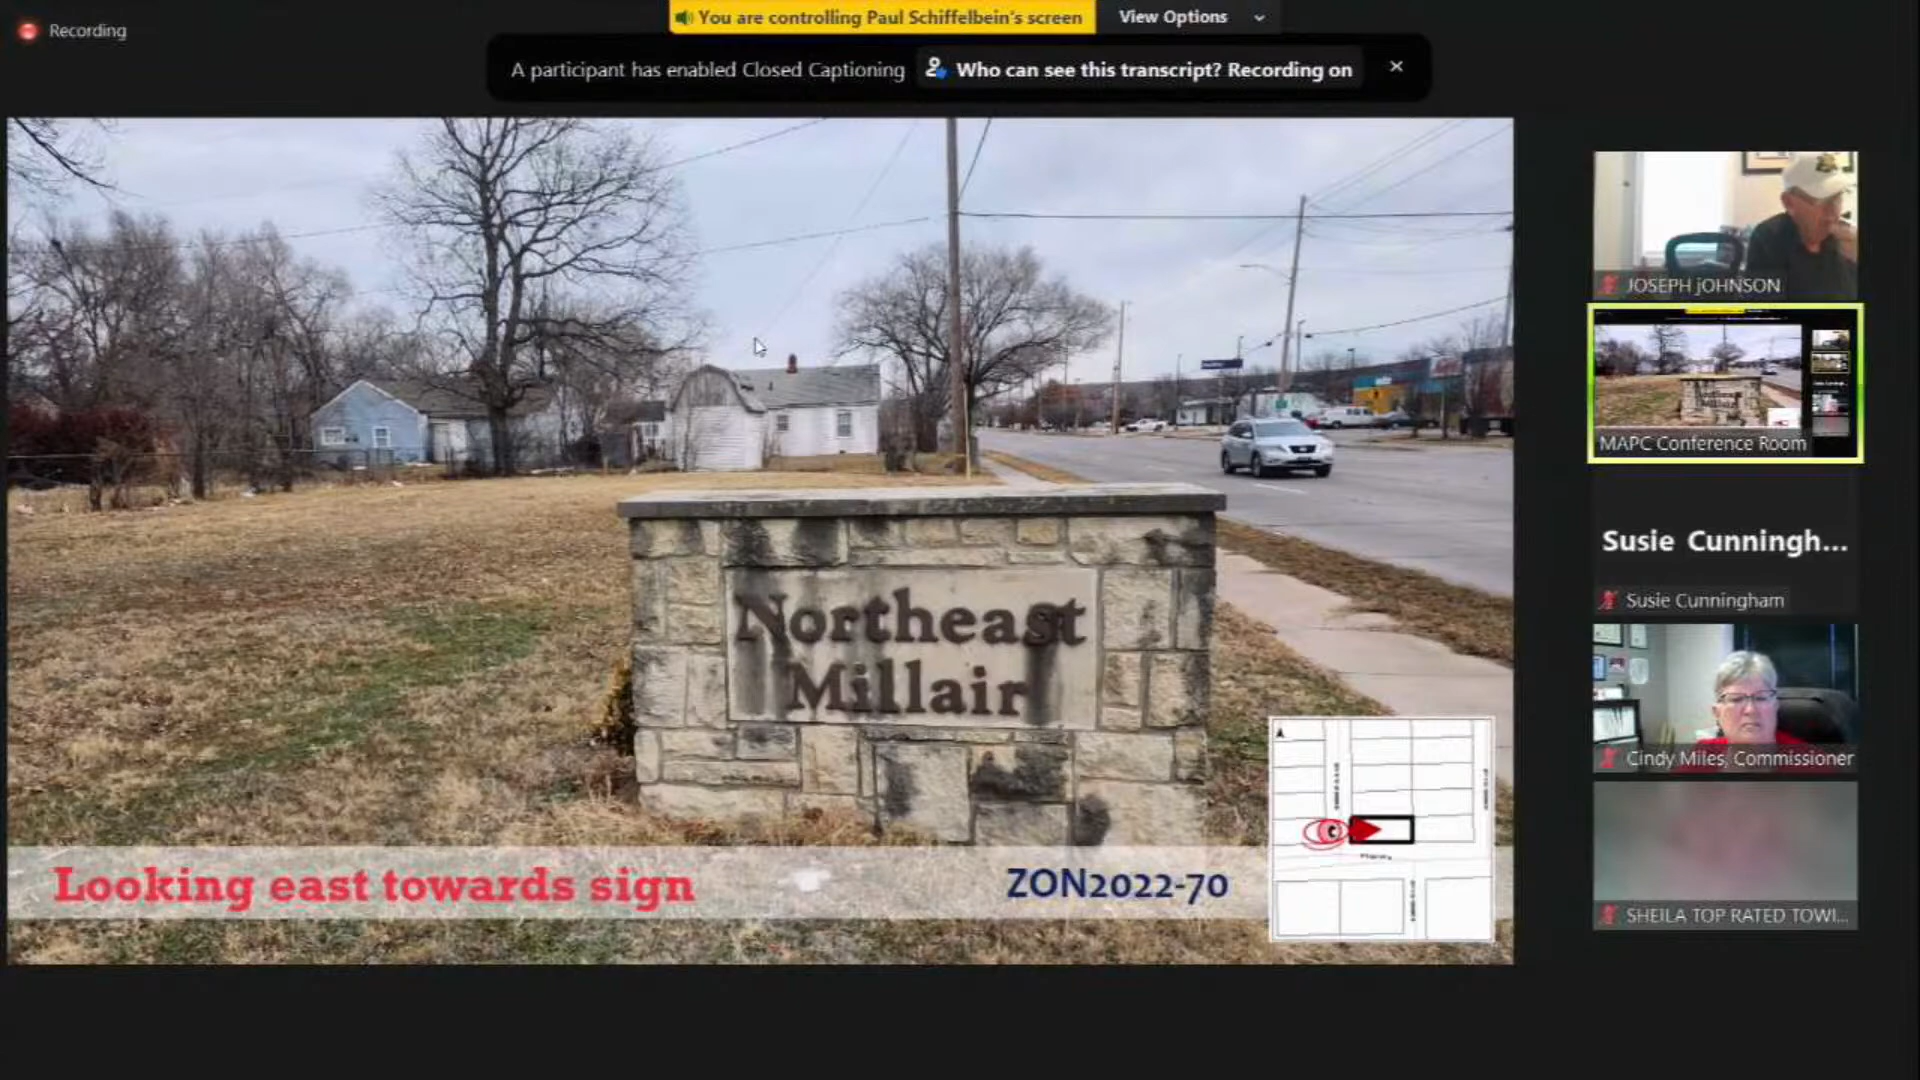 Recording
You are controlling Paul Schiffelbein's screen
View Options
A participant has enabled Closed Captioning
Who can see this transcript? Recording on
JOSEPH jOHNSON
MAPC Conference Room
Susie Cunningh...
Susie Cunningham
Cindy Miles, Commissioner
SHEILA TOP RATED TOWI...
Northeast
Millair
Looking east towards sign
ZON2022-70